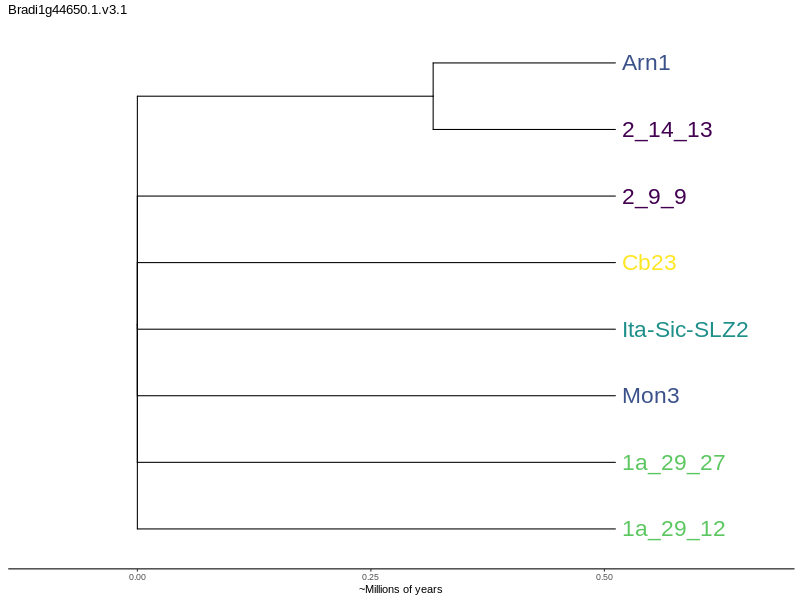 Bradi1g44650.1.v3.1
Arn1
2_14_13
2_9_9
Cb23
Ita-Sic-SLZ2
Mon3
1a_29_27
1a_29_12
0.00 0.25 0.50
~Millions of years